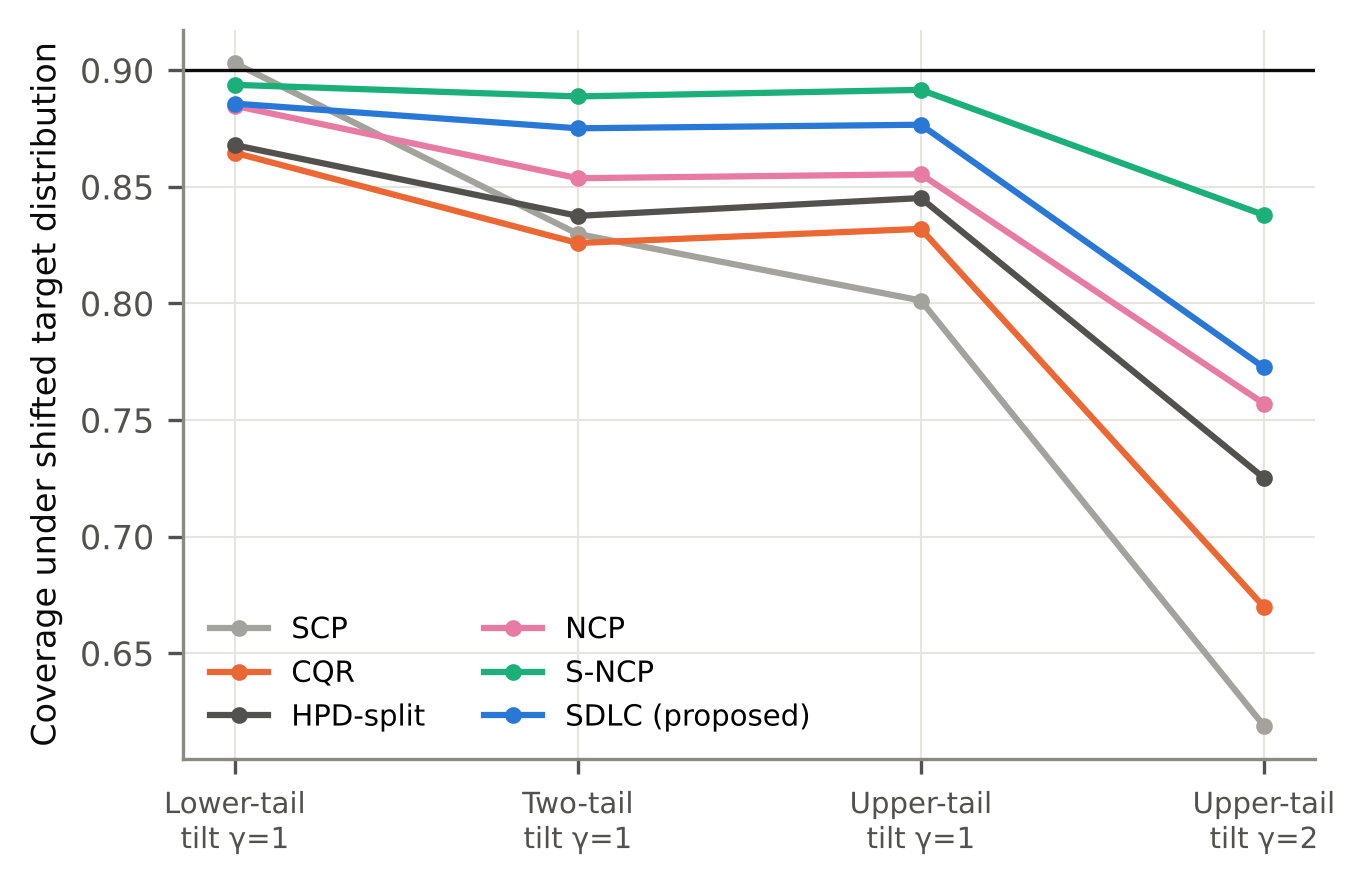 Coverage under shifted target distribution
0.90
0.85
0.80
0.75
0.70
0.65
SCP
CQR
HPD-split
NCP
S-NCP
SDLC (proposed)
Lower-tail
tilt γ=1
Two-tail
tilt γ=1
Upper-tail
tilt γ=1
Upper-tail
tilt γ=2